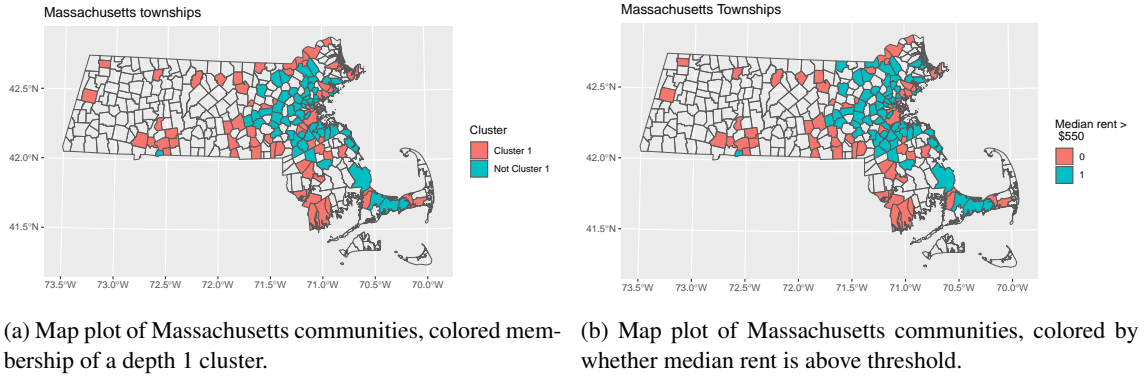 Massachusetts townships
42.5°N
42.0°N
41.5°N
73.5°W 73.0°W 72.5°W 72.0°W 71.5°W 71.0°W 70.5°W 70.0°W
Cluster
Cluster 1
Not Cluster 1
(a) Map plot of Massachusetts communities, colored mem-
bership of a depth 1 cluster.
Massachusetts Townships
42.5°N
42.0°N
41.5°N
73.5°W 73.0°W 72.5°W 72.0°W 71.5°W 71.0°W 70.5°W 70.0°W
Median rent >
$550
0
1
(b) Map plot of Massachusetts communities, colored by
whether median rent is above threshold.